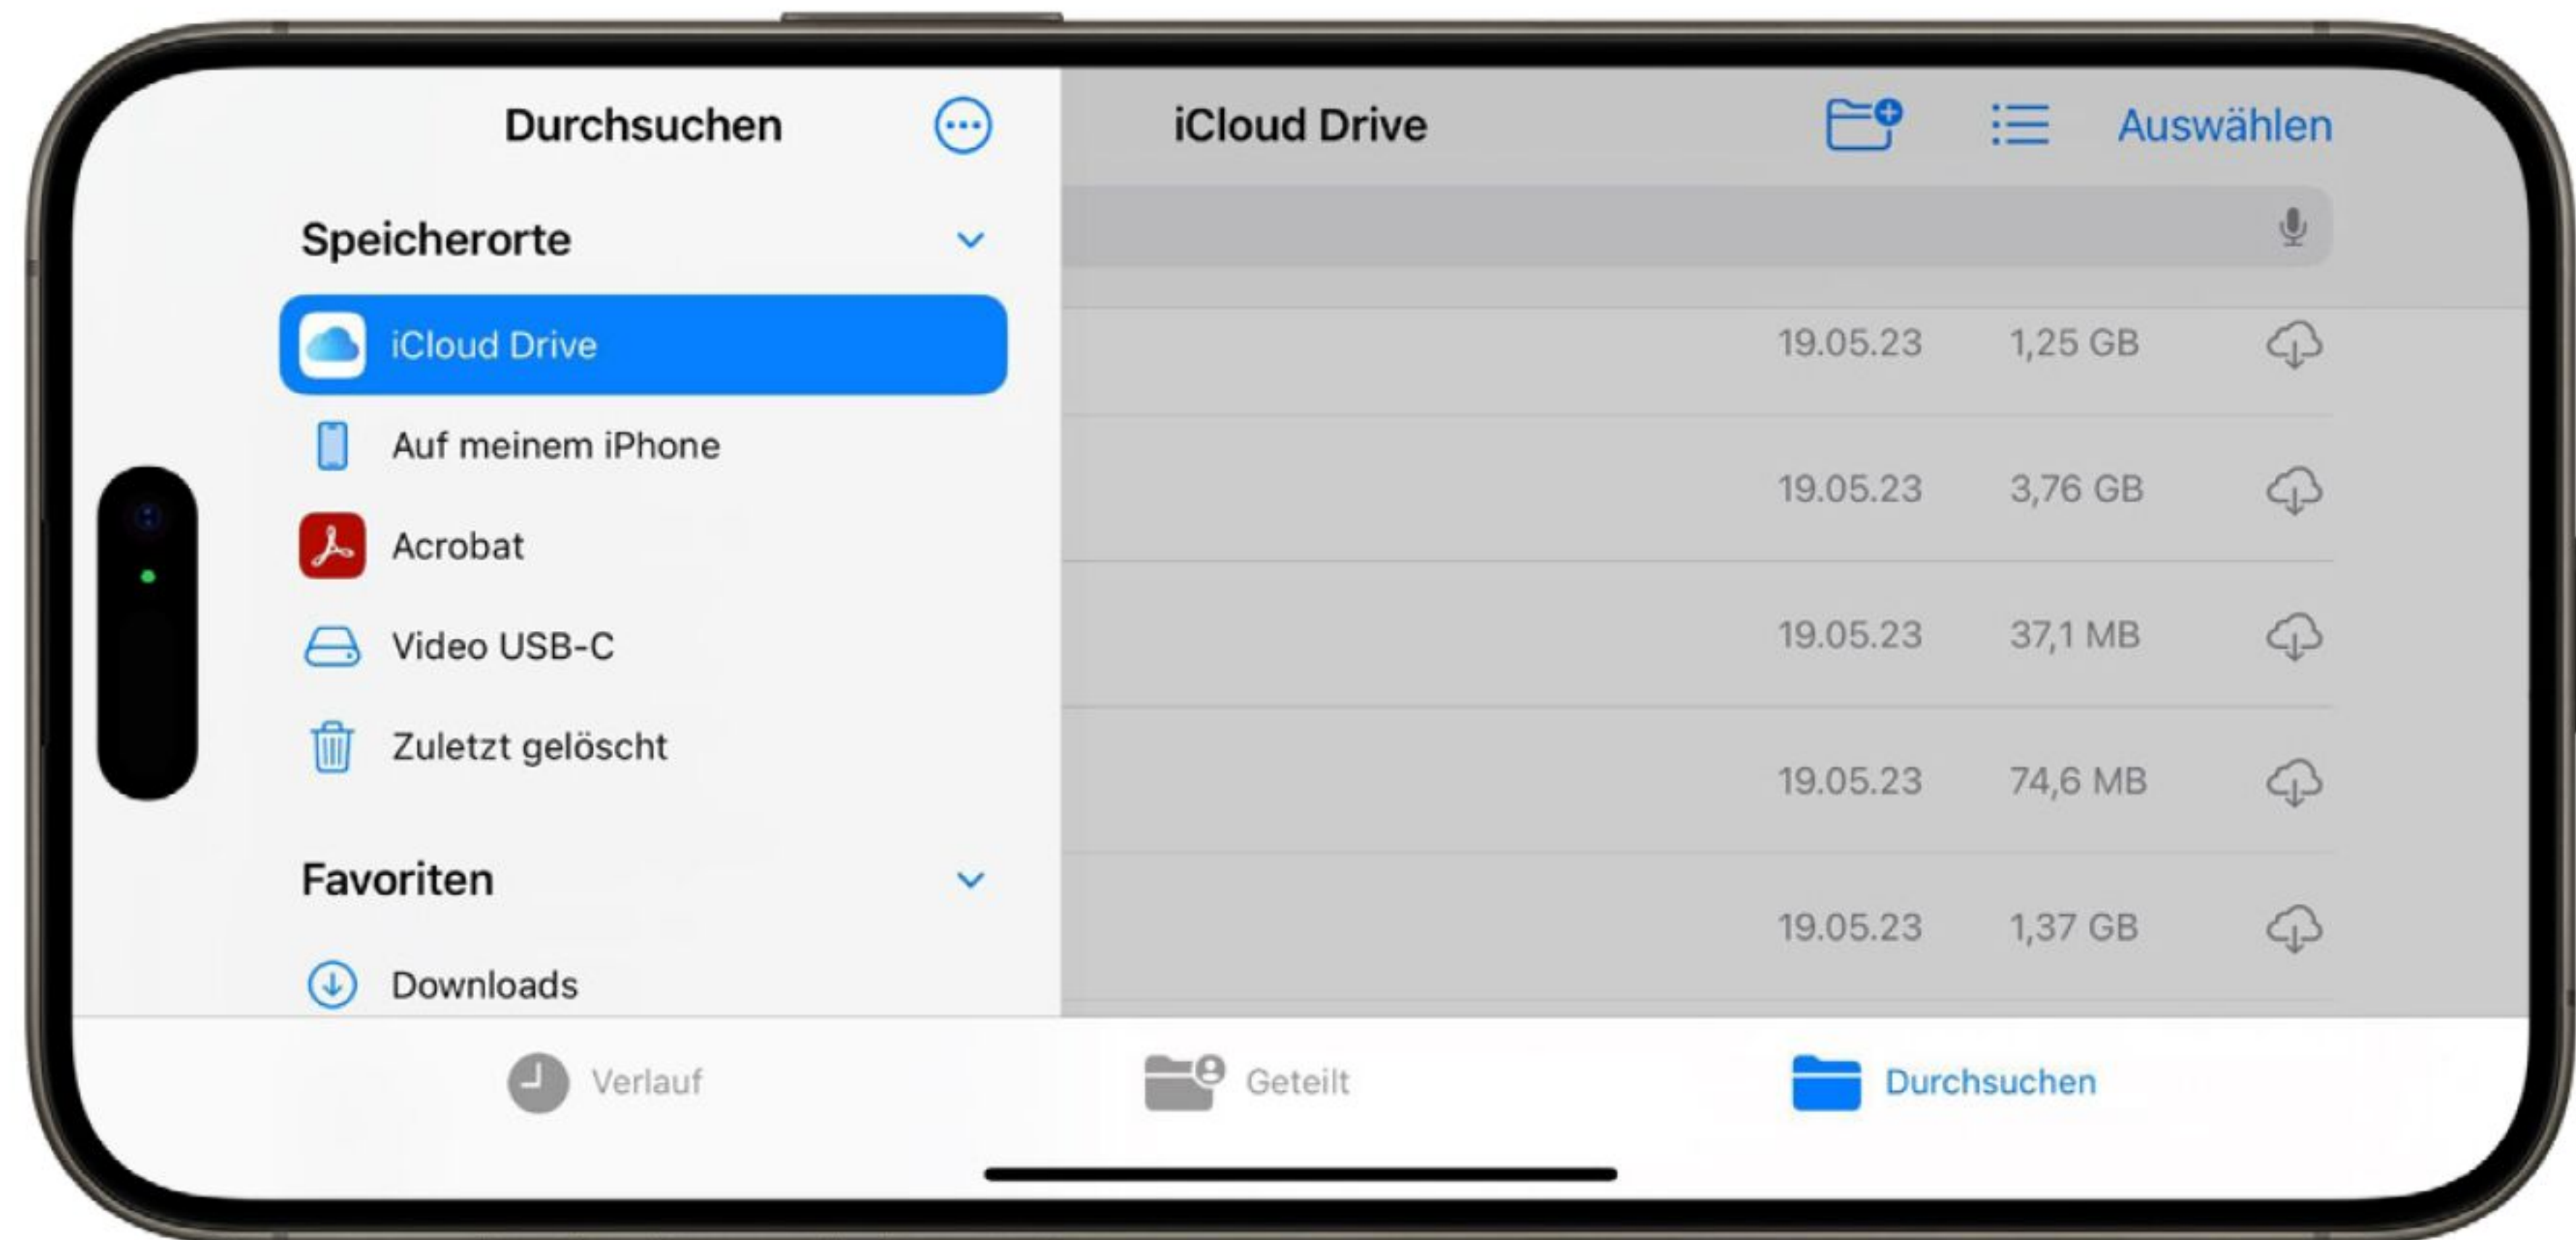 Durchsuchen
Speicherorte
iCloud Drive
Auf meinem iPhone
Acrobat
Video USB-C
Zuletzt gelöscht
Favoriten
Downloads
iCloud Drive
Auswählen
19.05.23 1,25 GB
19.05.23 3,76 GB
19.05.23 37,1 MB
19.05.23 74,6 MB
19.05.23 1,37 GB
Verlauf
Geteilt
Durchsuchen